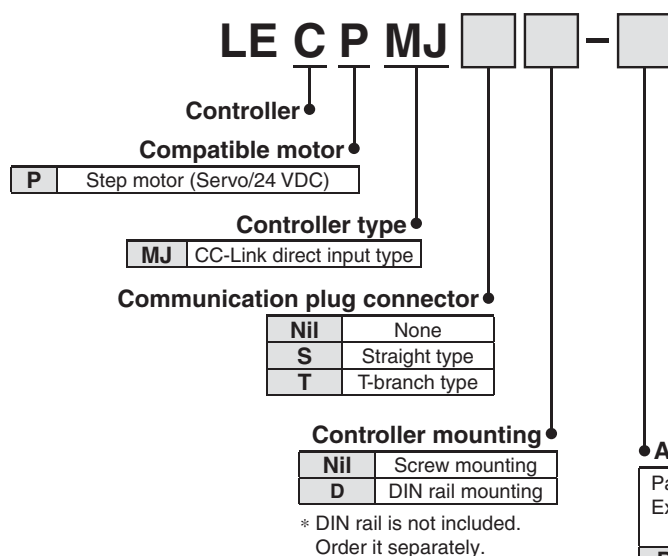 LE C P MJ –
Controller
Compatible motor
P Step motor (Servo/24 VDC)
Controller type
MJ CC-Link direct input type
Communication plug connector
Nil None
S Straight type
T T-branch type
Controller mounting
Nil Screw mounting
D DIN rail mounting
* DIN rail is not included.
Order it separately.